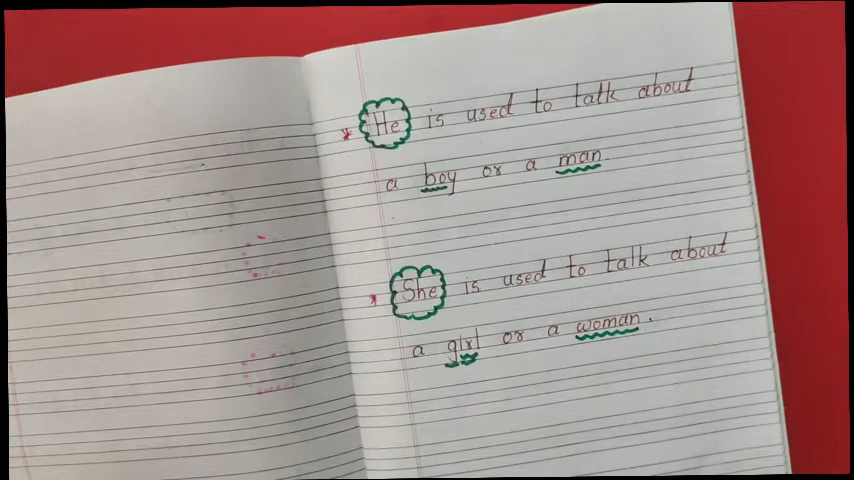 * He is used to talk about
a boy or a man.
* She is used to talk about
a girl or a woman.